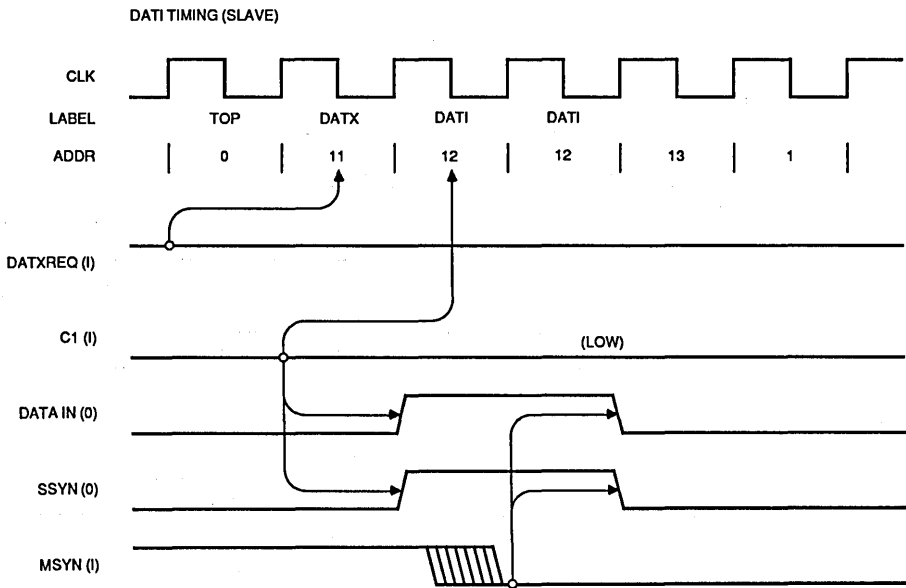 DATI TIMING (SLAVE)
CLK
LABEL TOP DATX DATI DATI
ADDR 0 11 12 12 13 1
DATXREQ (I)
C1 (I) (LOW)
DATA IN (0)
SSYN (0)
MSYN (I)